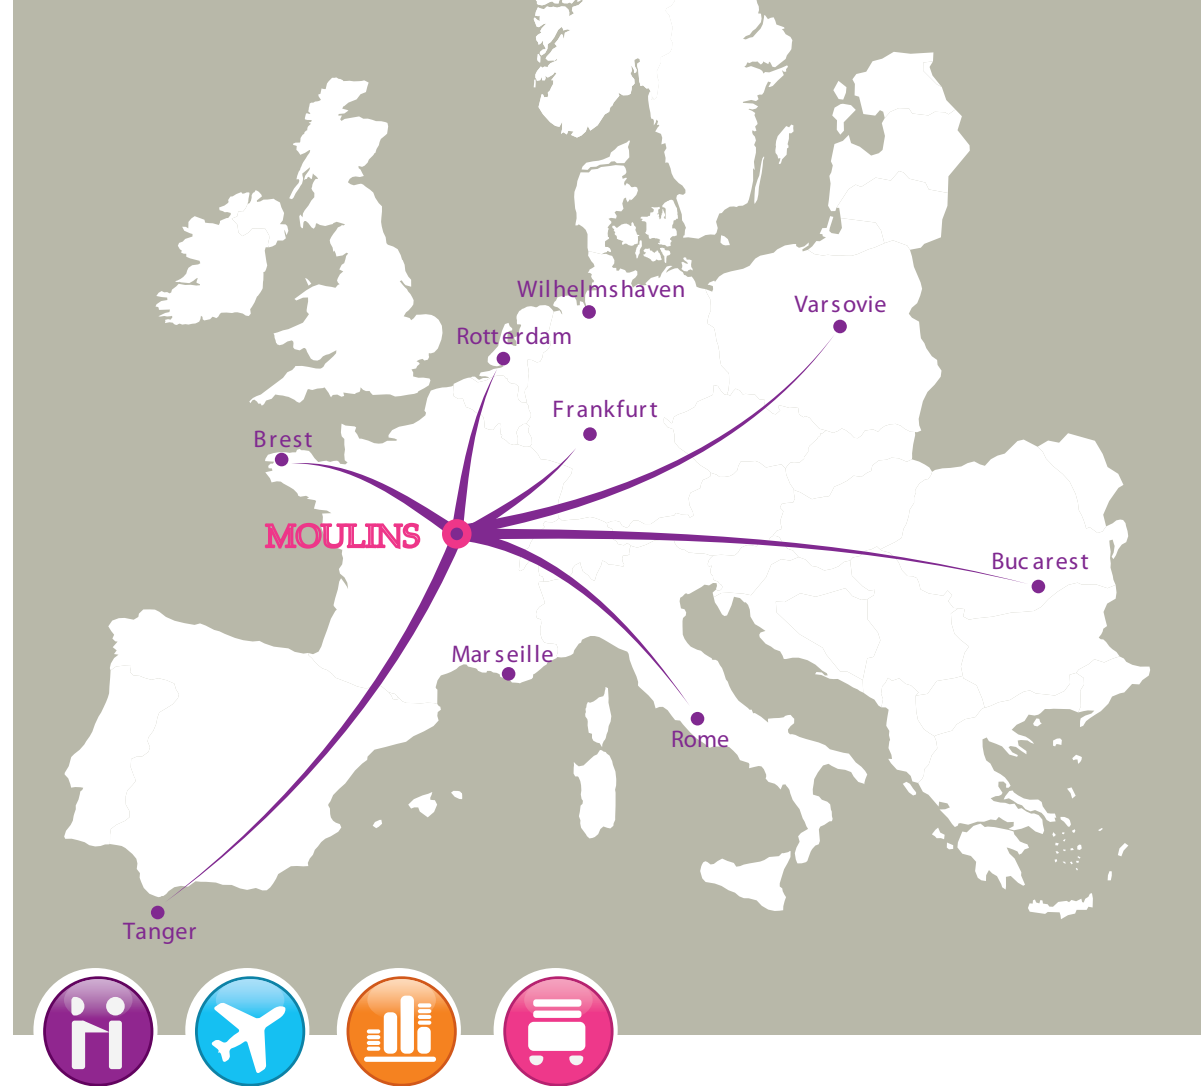 Wilhelmshaven
Varsovie
Rotterdam
Frankfurt
Brest
MOULINS
Bucarest
Marseille
Rome
Tanger